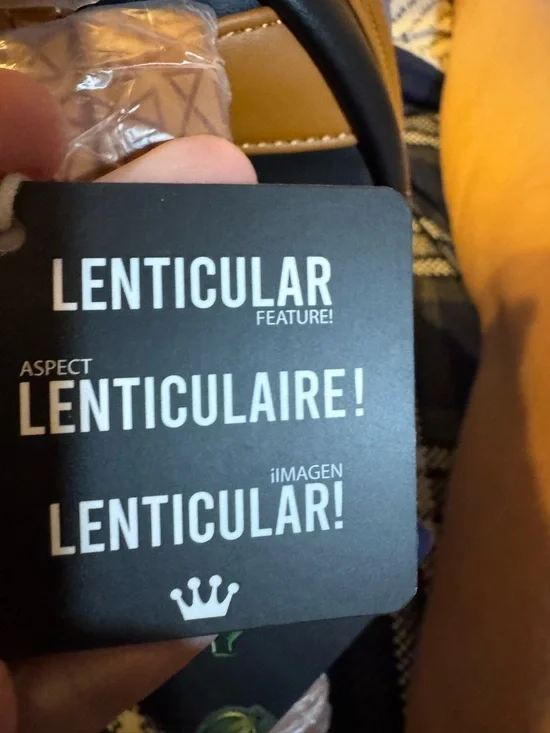 LENTICULAR
FEATURE!
ASPECT
LENTICULAIRE!
¡IMAGEN
LENTICULAR!